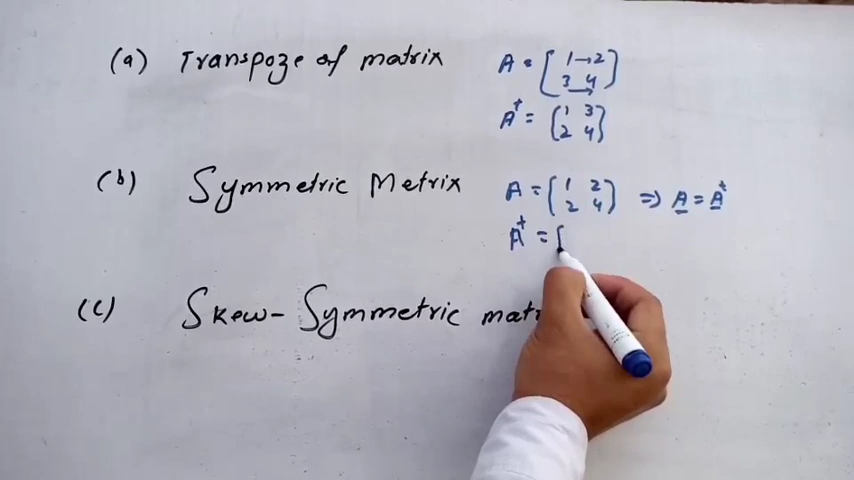 (a) Transpoze of matrix A = [ 1 → 2
3 4 ]
A^t = [ 1 3
2 4 ]
(b) Symmetric Metrix A = [ 1 2
2 4 ] => A = A^t
A^t = [
(c) Skew-Symmetric matr